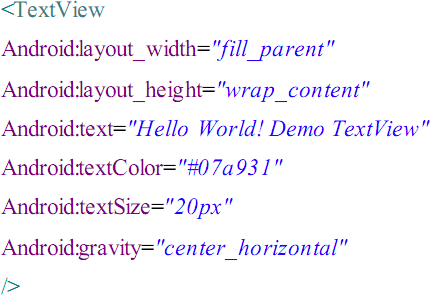 <TextView
Android:layout_width="fill_parent"
Android:layout_height="wrap_content"
Android:text="Hello World! Demo TextView"
Android:textColor="#07a931"
Android:textSize="20px"
Android:gravity="center_horizontal"
/>